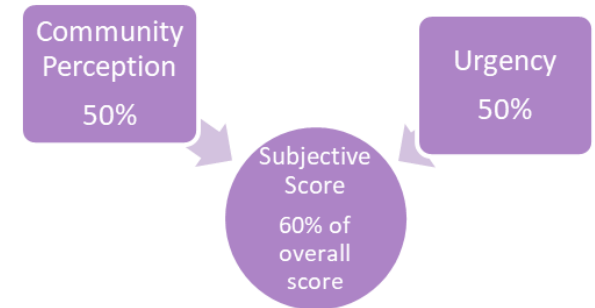 Community
Perception
50%
Urgency
50%
Subjective
Score
60% of
overall
score